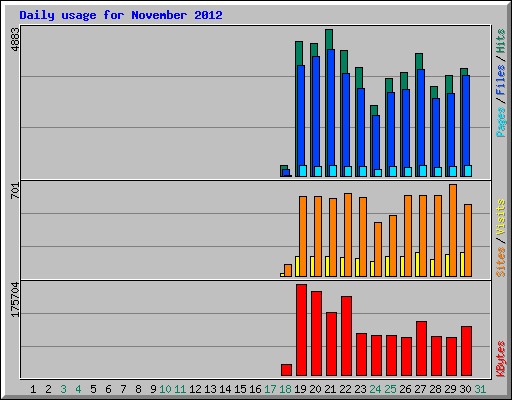 Daily usage for November 2012
4883
Pages / Files / Hits
701
Sites / Visits
175704
KBytes
1 2 3 4 5 6 7 8 9 10 11 12 13 14 15 16 17 18 19 20 21 22 23 24 25 26 27 28 29 30 31